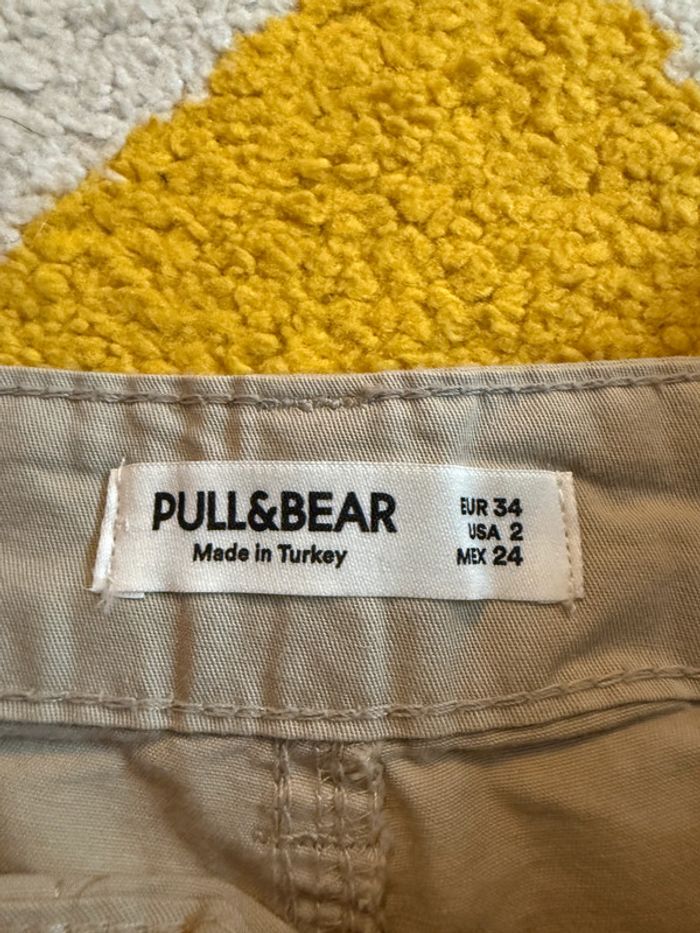 PULL&BEAR
Made in Turkey
EUR 34
USA 2
MEX 24